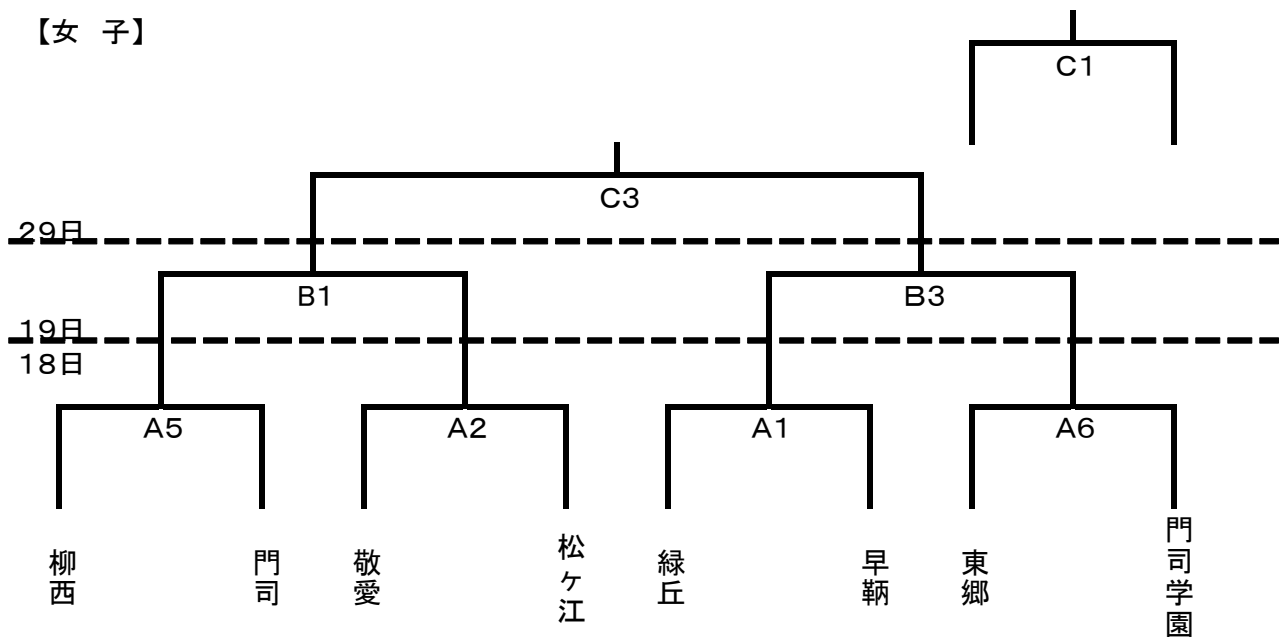 【女 子】
C1
C3
29日
B1
B3
19日
18日
A5
A2
A1
A6
柳西
門司
敬愛
松ヶ江
緑丘
早鞆
東郷
門司学園